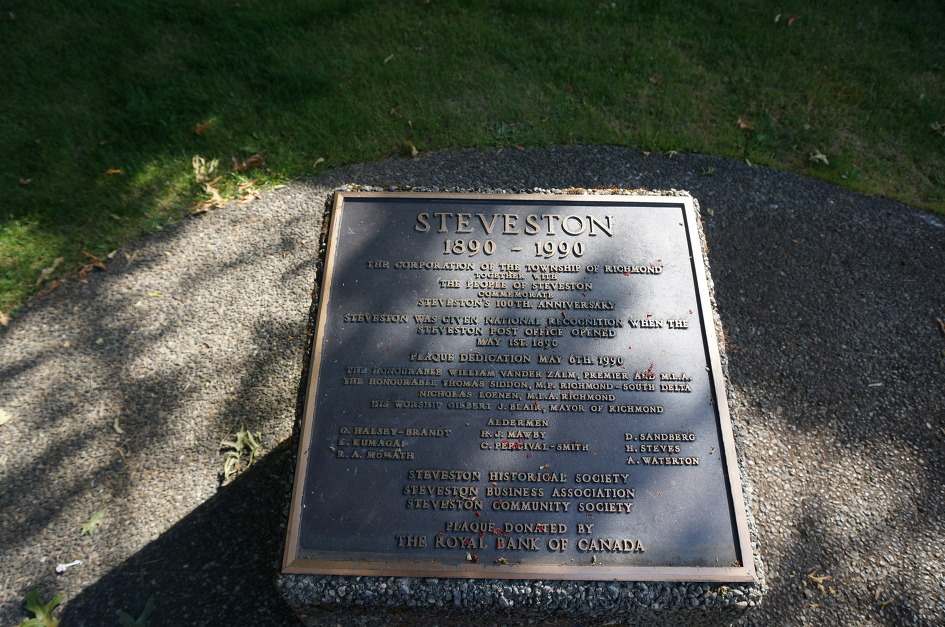 STEVESTON
1890 - 1990
THE CORPORATION OF THE TOWNSHIP OF RICHMOND
TOGETHER WITH
THE PEOPLE OF STEVESTON
COMMEMORATE
STEVESTON'S 100TH. ANNIVERSARY
STEVESTON WAS GIVEN NATIONAL RECOGNITION WHEN THE
STEVESTON POST OFFICE OPENED
MAY 1ST. 1890
PLAQUE DEDICATION MAY 6TH. 1990
THE HONOURABLE WILLIAM VANDER ZALM, PREMIER AND M.L.A.
THE HONOURABLE THOMAS SIDDON, M.P. RICHMOND-SOUTH DELTA
NICHOLAS LOENEN, M.L.A. RICHMOND
HIS WORSHIP GILBERT J. BLAIR, MAYOR OF RICHMOND
ALDERMEN
G. HALSEY-BRANDT H. J. MAWBY D. SANDBERG
E. KUMAGAI C. PERCIVAL-SMITH H. STEVES
R. A. MCMATH A. WATERTON
STEVESTON HISTORICAL SOCIETY
STEVESTON BUSINESS ASSOCIATION
STEVESTON COMMUNITY SOCIETY
PLAQUE DONATED BY
THE ROYAL BANK OF CANADA